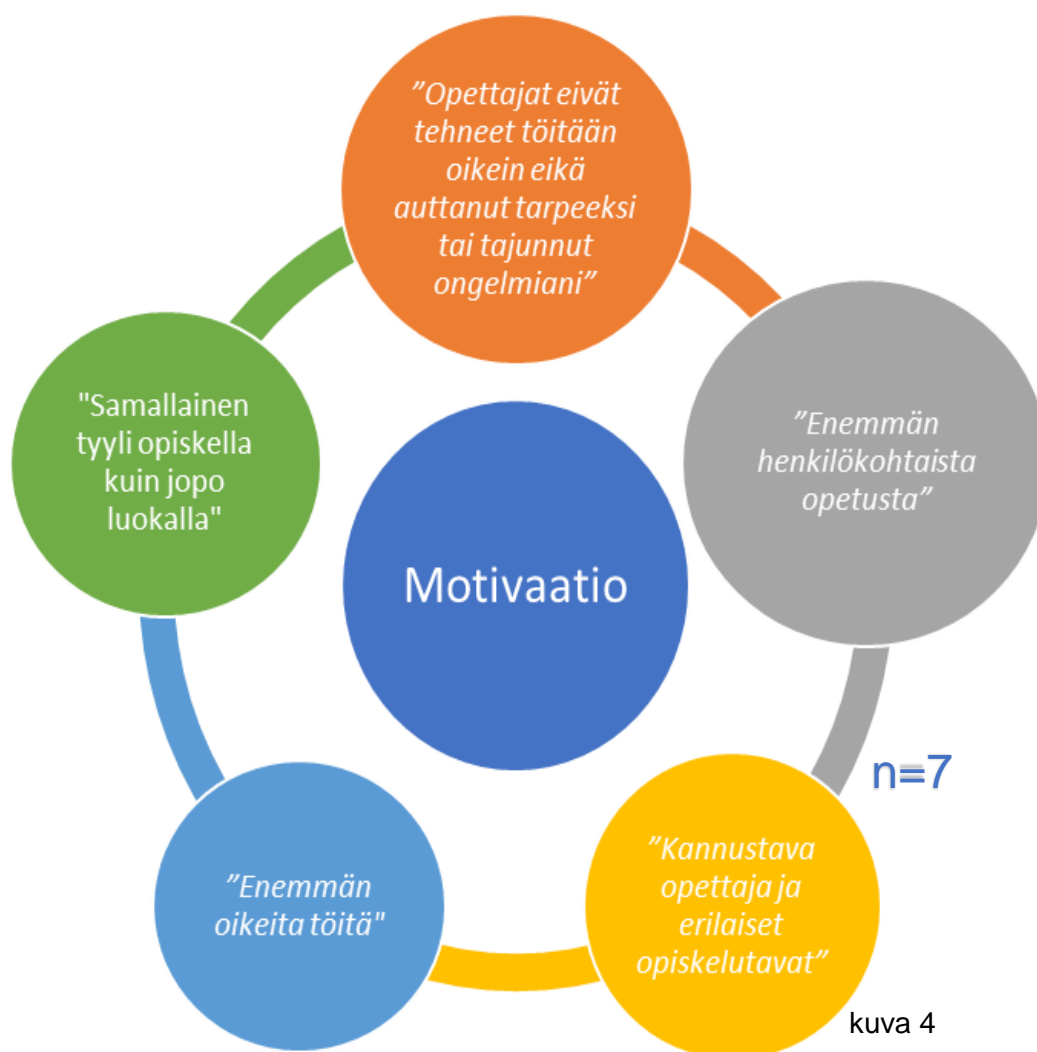 ”Opettajat eivät
tehneet töitään
oikein eikä
auttanut tarpeeksi
tai tajunnut
ongelmiani”
"Samallainen
tyyli opiskella
kuin jopo
luokalla"
”Enemmän
henkilökohtaista
opetusta”
Motivaatio
n=7
”Enemmän
oikeita töitä"
”Kannustava
opettaja ja
erilaiset
opiskelutavat”
kuva 4